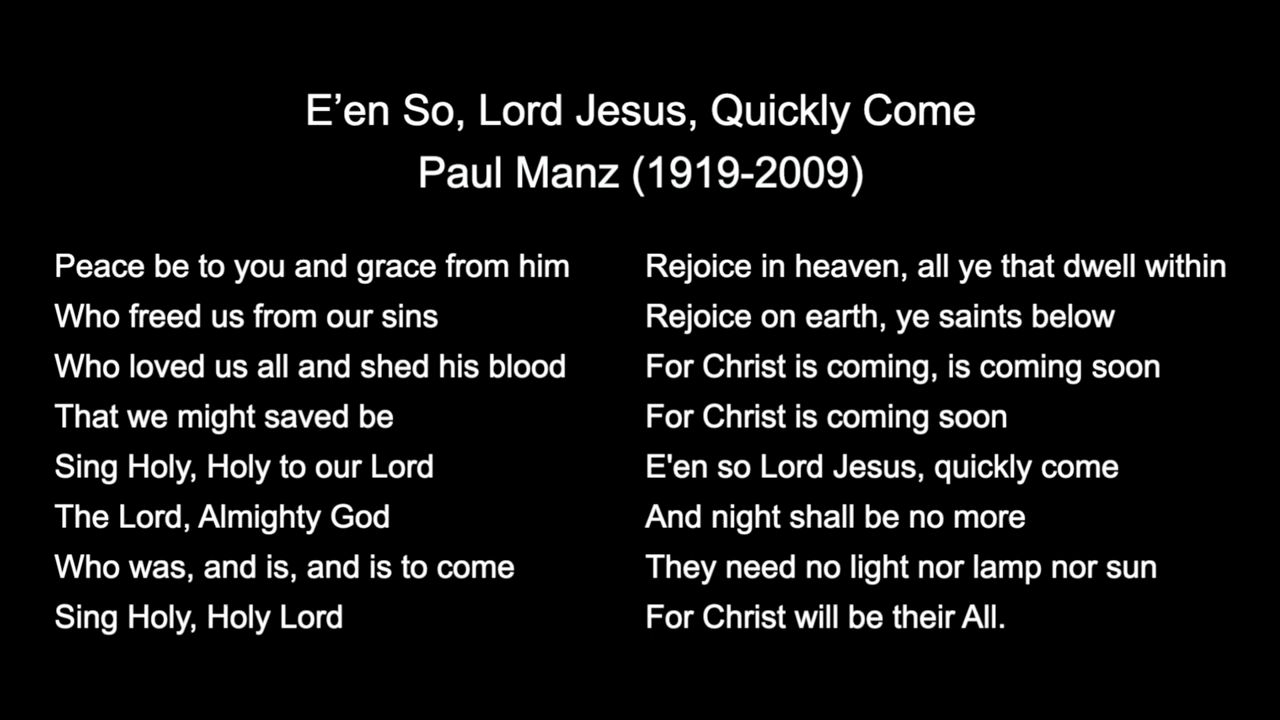 E’en So, Lord Jesus, Quickly Come
Paul Manz (1919-2009)
Peace be to you and grace from him
Who freed us from our sins
Who loved us all and shed his blood
That we might saved be
Sing Holy, Holy to our Lord
The Lord, Almighty God
Who was, and is, and is to come
Sing Holy, Holy Lord
Rejoice in heaven, all ye that dwell within
Rejoice on earth, ye saints below
For Christ is coming, is coming soon
For Christ is coming soon
E'en so Lord Jesus, quickly come
And night shall be no more
They need no light nor lamp nor sun
For Christ will be their All.